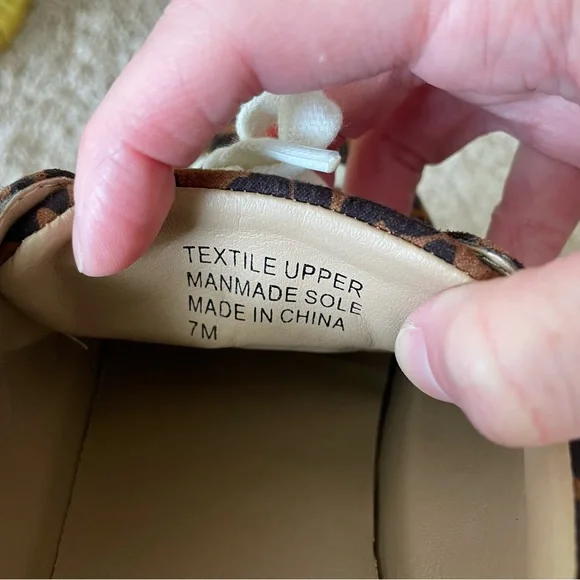 TEXTILE UPPER
MANMADE SOLE
MADE IN CHINA
7M